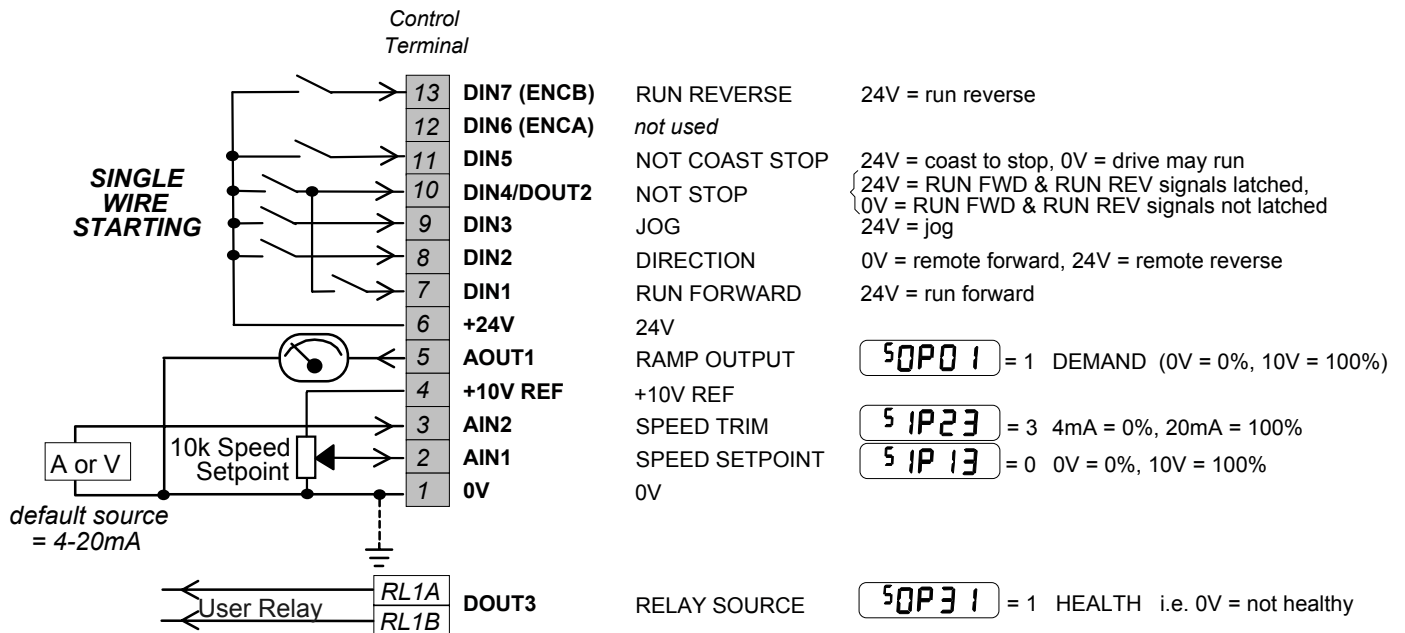 Control
Terminal
13 DIN7 (ENCB) RUN REVERSE 24V = run reverse
12 DIN6 (ENCA) not used
11 DIN5 NOT COAST STOP 24V = coast to stop, 0V = drive may run
SINGLE
WIRE
STARTING
10 DIN4/DOUT2 NOT STOP 24V = RUN FWD & RUN REV signals latched,
0V = RUN FWD & RUN REV signals not latched
9 DIN3 JOG 24V = jog
8 DIN2 DIRECTION 0V = remote forward, 24V = remote reverse
7 DIN1 RUN FORWARD 24V = run forward
6 +24V 24V
5 AOUT1 RAMP OUTPUT SOP01 = 1 DEMAND (0V = 0%, 10V = 100%)
4 +10V REF +10V REF
3 AIN2 SPEED TRIM SIP23 = 3 4mA = 0%, 20mA = 100%
A or V
10k Speed
Setpoint
2 AIN1 SPEED SETPOINT SIP13 = 0 0V = 0%, 10V = 100%
1 0V 0V
default source
= 4-20mA
User Relay
RL1A
RL1B
DOUT3 RELAY SOURCE SOP31 = 1 HEALTH i.e. 0V = not healthy